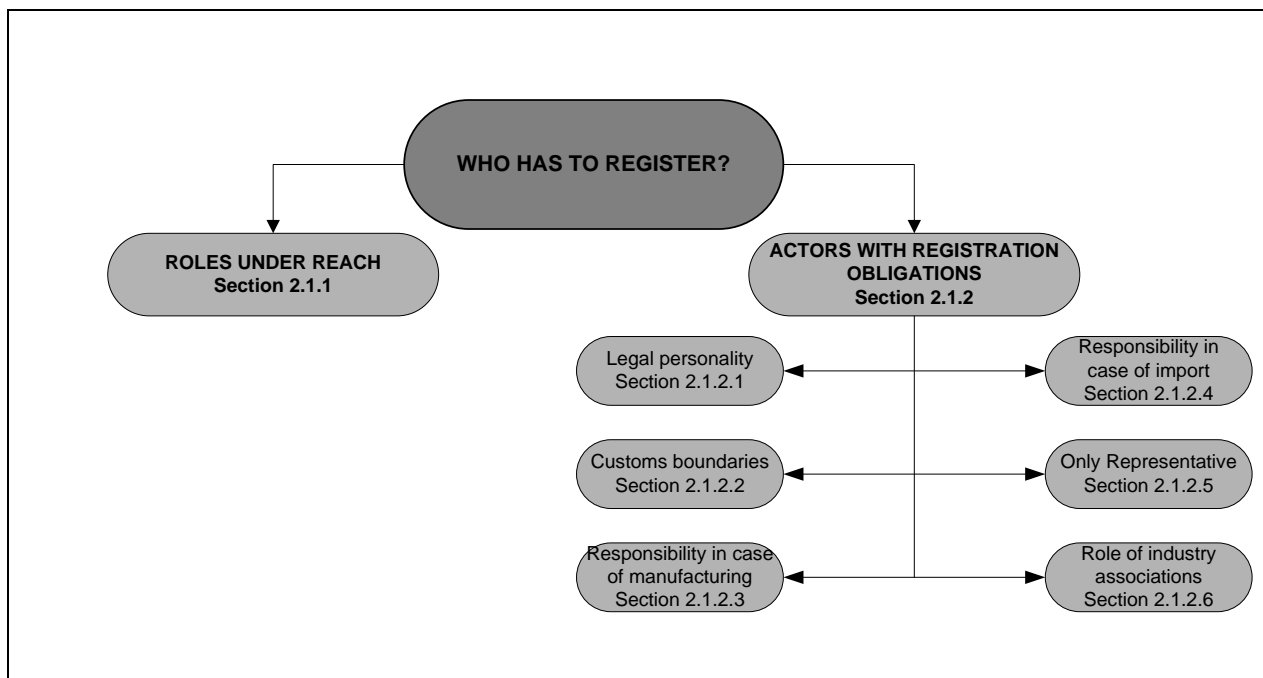 WHO HAS TO REGISTER?
ROLES UNDER REACH
Section 2.1.1
ACTORS WITH REGISTRATION
OBLIGATIONS
Section 2.1.2
Legal personality
Section 2.1.2.1
Responsibility in
case of import
Section 2.1.2.4
Customs boundaries
Section 2.1.2.2
Only Representative
Section 2.1.2.5
Responsibility in case
of manufacturing
Section 2.1.2.3
Role of industry
associations
Section 2.1.2.6